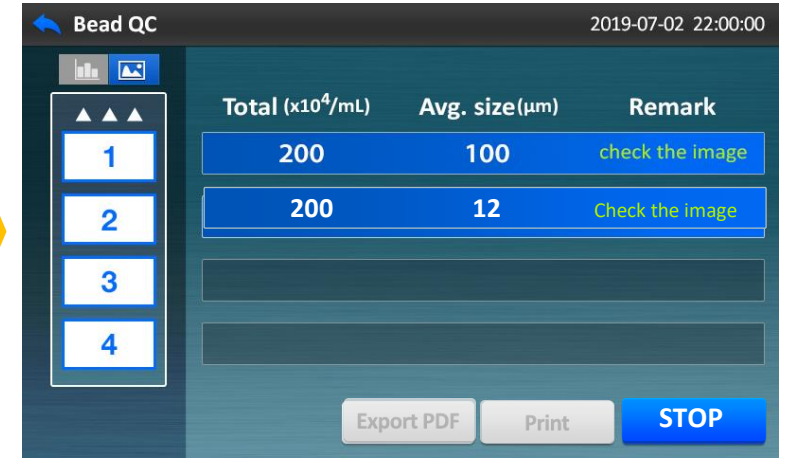 Bead QC 2019-07-02 22:00:00
Total (x10⁴/mL) Avg. size(μm) Remark
1 200 100 check the image
2 200 12 Check the image
3
4
Export PDF Print STOP